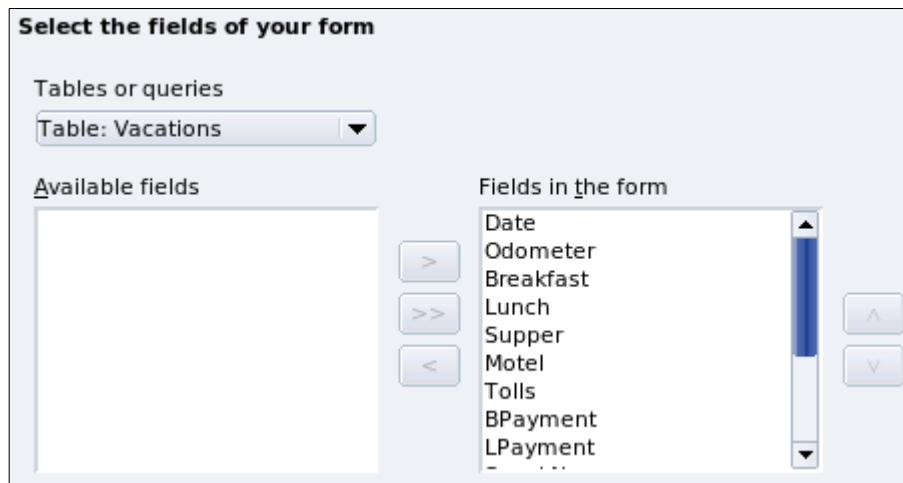 Select the fields of your form
Tables or queries
Table: Vacations
Available fields
Fields in the form
Date
Odometer
Breakfast
Lunch
Supper
Motel
Tolls
BPayment
LPayment
>
>>
<
^
v